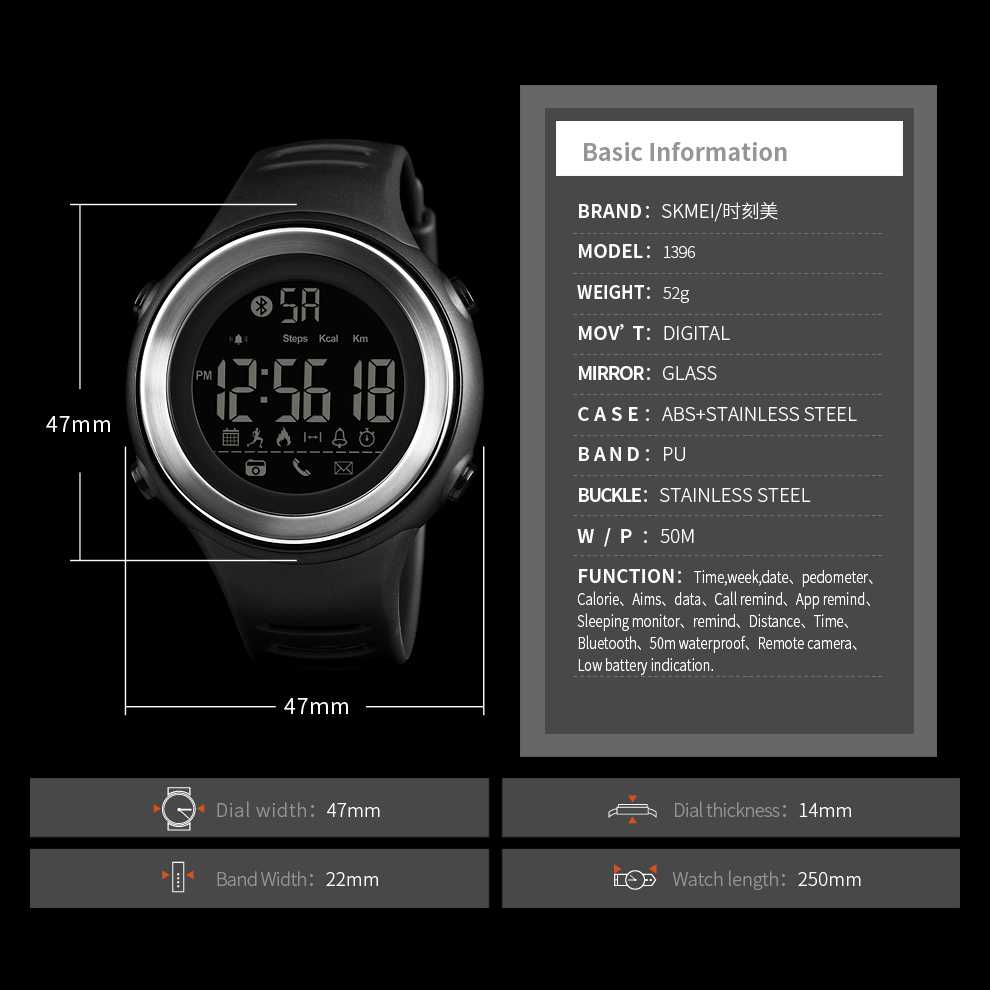 Basic Information
BRAND： SKMEI/时刻美
MODEL： 1396
WEIGHT： 52g
MOV’ T： DIGITAL
MIRROR： GLASS
CASE： ABS+STAINLESS STEEL
BAND： PU
BUCKLE： STAINLESS STEEL
W / P ： 50M
FUNCTION： Time,week,date、pedometer、
Calorie、Aims、data、Call remind、App remind、
Sleeping monitor、remind、Distance、Time、
Bluetooth、50m waterproof、Remote camera、
Low battery indication.
SA
Steps Kcal Km
PM 12:56 18
47mm
47mm
Dial width： 47mm
Dial thickness： 14mm
Band Width： 22mm
Watch length： 250mm